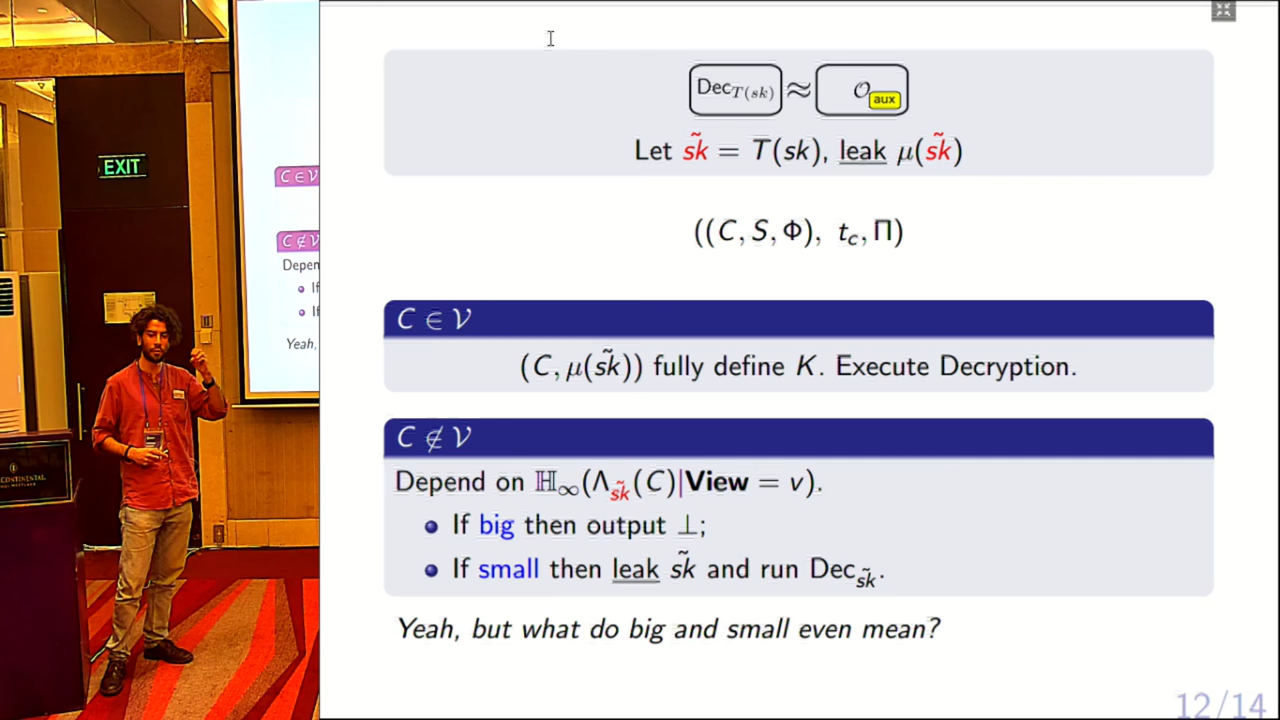 EXIT
CONTINENTAL
C ∈ V
C ∉ V
Depen
If
If
Yeah,
Dec_{T(sk)} ≈ O aux
Let s̃k = T(sk), leak μ(s̃k)
((C, S, Φ), t_c, Π)
C ∈ V
(C, μ(s̃k)) fully define K. Execute Decryption.
C ∉ V
Depend on ℍ_∞(Λ_{s̃k}(C)|View = v).
If big then output ⊥;
If small then leak s̃k and run Dec_{s̃k}.
Yeah, but what do big and small even mean?
12/14